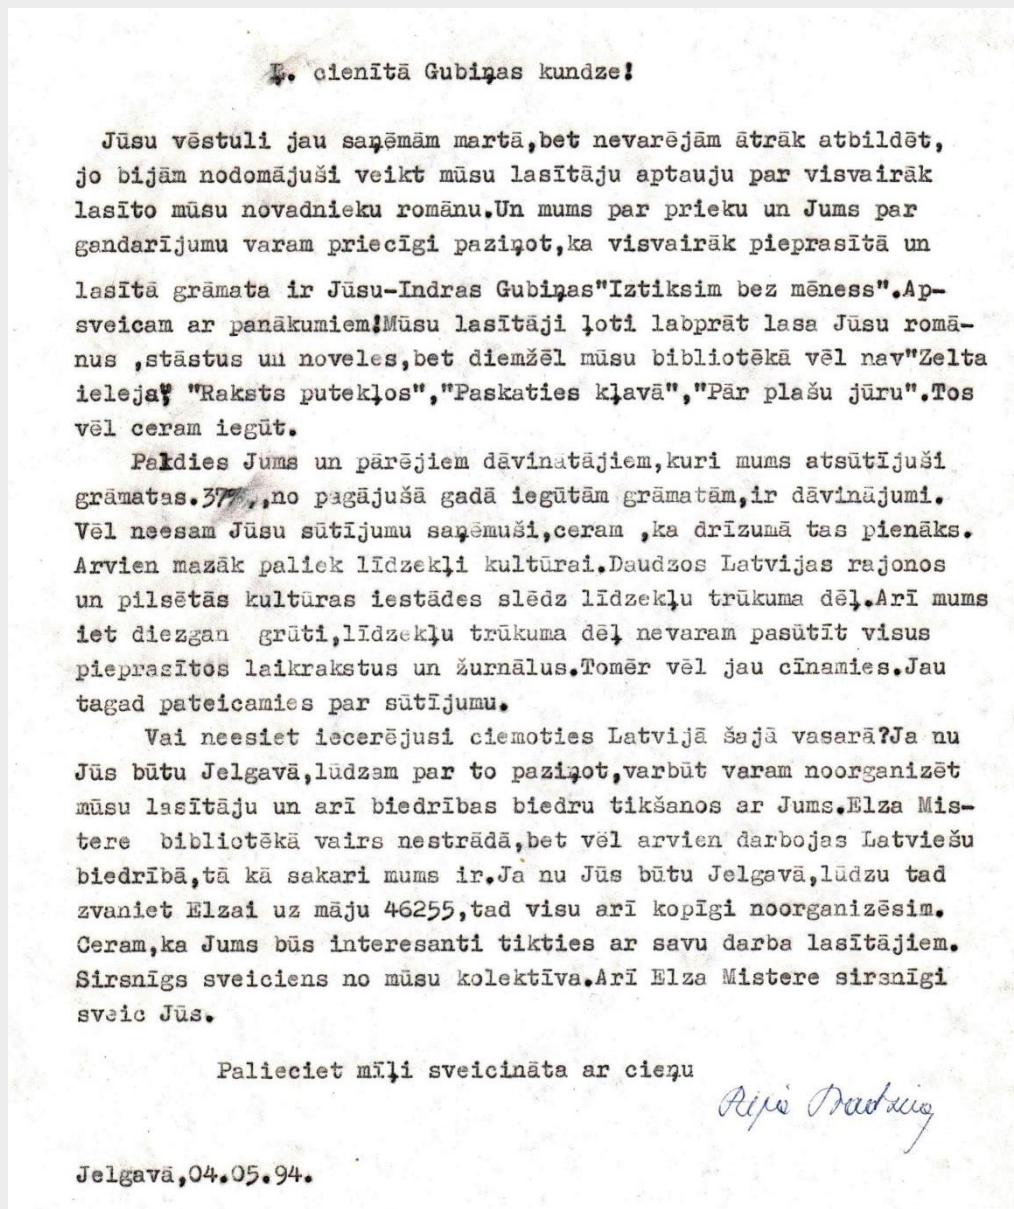 Ļ. cienītā Gubiņas kundze!
Jūsu vēstuli jau saņēmām martā,bet nevarējām ātrāk atbildēt,
jo bijām nodomājuši veikt mūsu lasītāju aptauju par visvairāk
lasīto mūsu novadnieku romānu.Un mums par prieku un Jums par
gandarījumu varam priecīgi paziņot,ka visvairāk pieprasītā un
lasītā grāmata ir Jūsu-Indras Gubiņas"Iztiksim bez mēness".Ap-
sveicam ar panākumiem!Mūsu lasītāji ļoti labprāt lasa Jūsu romā-
nus ,stāstus un noveles,bet diemžēl mūsu bibliotēkā vēl nav"Zelta
ieleja", "Raksts putekļos","Paskaties kļavā","Pār plašu jūru".Tos
vēl ceram iegūt.
Paldies Jums un pārējiem dāvinātājiem,kuri mums atsūtījuši
grāmatas.37%,,no pagājušā gadā iegūtām grāmatām,ir dāvinājumi.
Vēl neesam Jūsu sūtījumu saņēmuši,ceram ,ka drīzumā tas pienāks.
Arvien mazāk paliek līdzekļi kultūrai.Daudzos Latvijas rajonos
un pilsētās kultūras iestādes slēdz līdzekļu trūkuma dēļ.Arī mums
iet diezgan grūti,līdzekļu trūkuma dēļ nevaram pasūtīt visus
pieprasītos laikrakstus un žurnālus.Tomēr vēl jau cīnamies.Jau
tagad pateicamies par sūtījumu.
Vai neesiet iecerējusi ciemoties Latvijā šajā vasarā?Ja nu
Jūs būtu Jelgavā,lūdzam par to paziņot,varbūt varam noorganizēt
mūsu lasītāju un arī biedrības biedru tikšanos ar Jums.Elza Mis-
tere bibliotēkā vairs nestrādā,bet vēl arvien darbojas Latviešu
biedrībā,tā kā sakari mums ir.Ja nu Jūs būtu Jelgavā,lūdzu tad
zvaniet Elzai uz māju 46255,tad visu arī kopīgi noorganizēsim.
Ceram,ka Jums būs interesanti tikties ar savu darba lasītājiem.
Sirsnīgs sveiciens no mūsu kolektīva.Arī Elza Mistere sirsnīgi
sveic Jūs.
Palieciet mīļi sveicināta ar cieņu
Jelgavā,04.05.94.